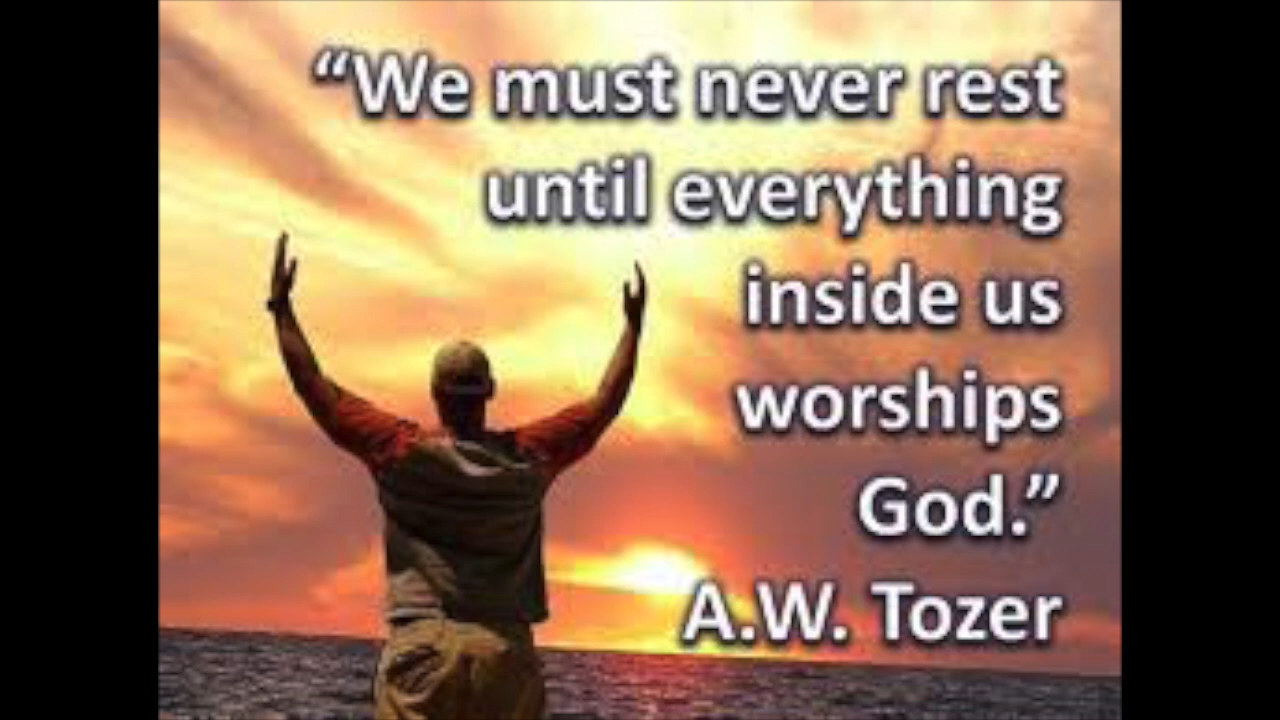 “We must never rest
until everything
inside us
worships
God.”
A.W. Tozer